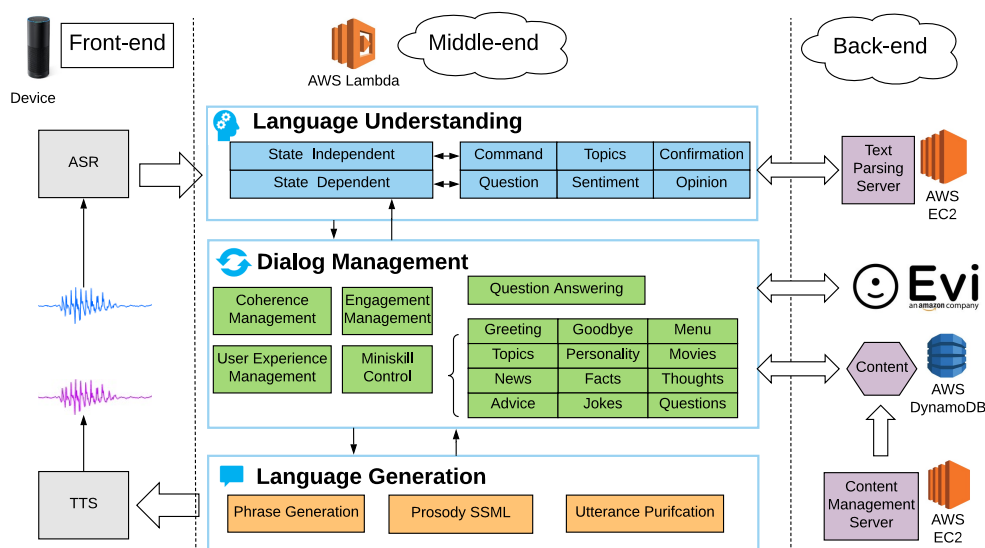 Front-end
Device
AWS Lambda
Middle-end
Back-end
ASR
Language Understanding
State Independent
State Dependent
Command
Topics
Confirmation
Question
Sentiment
Opinion
Text
Parsing
Server
AWS
EC2
Dialog Management
Coherence
Management
Engagement
Management
User Experience
Management
Miniskill
Control
Question Answering
Greeting
Goodbye
Menu
Topics
Personality
Movies
News
Facts
Thoughts
Advice
Jokes
Questions
Evi
an amazon company
Content
AWS
DynamoDB
TTS
Language Generation
Phrase Generation
Prosody SSML
Utterance Purifcation
Content
Management
Server
AWS
EC2